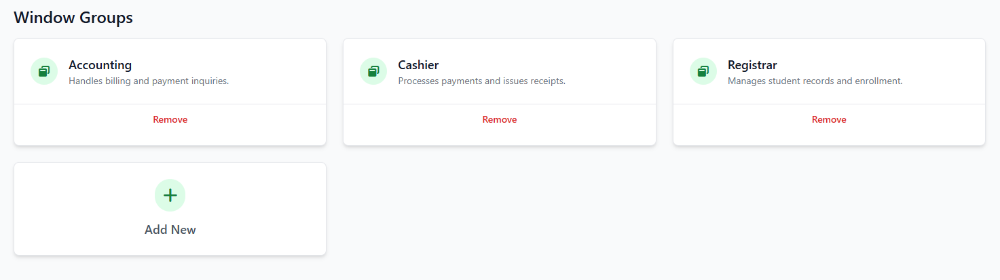 Window Groups
Accounting
Handles billing and payment inquiries.
Remove
Cashier
Processes payments and issues receipts.
Remove
Registrar
Manages student records and enrollment.
Remove
Add New